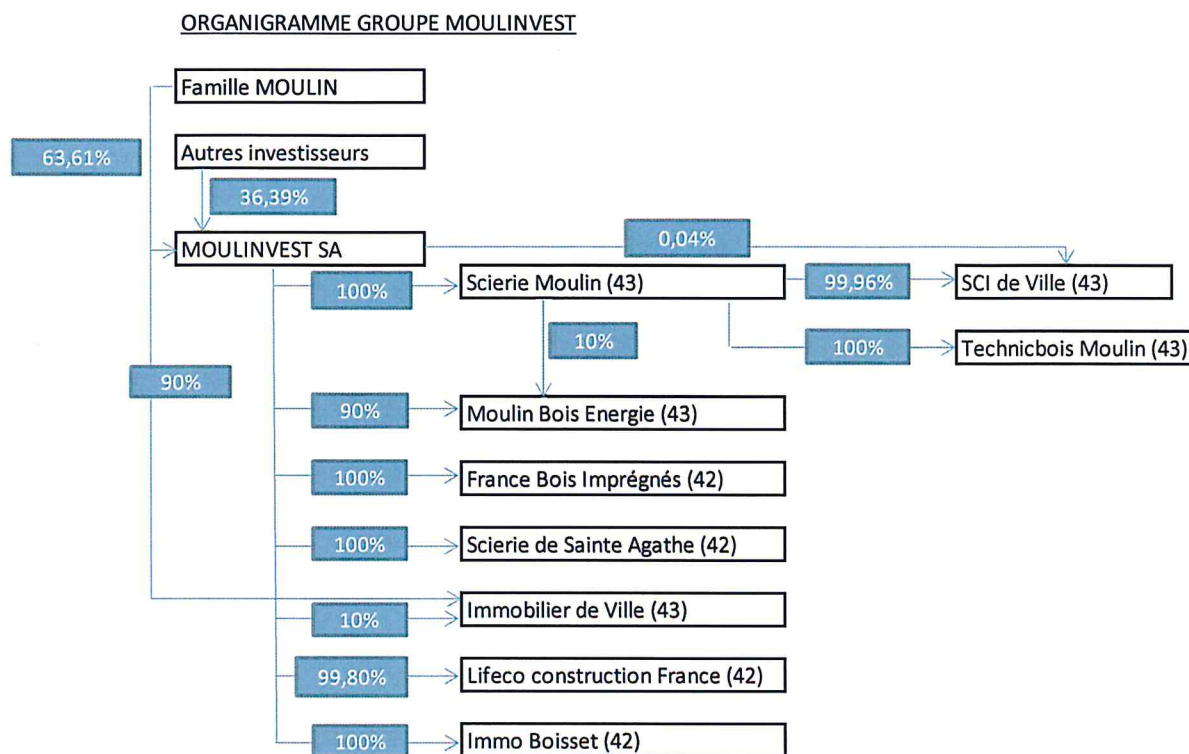 ORGANIGRAMME GROUPE MOULINVEST
Famille MOULIN
63,61%
Autres investisseurs
36,39%
MOULINVEST SA
0,04%
100%
Scierie Moulin (43)
99,96%
SCI de Ville (43)
10%
100%
Technicbois Moulin (43)
90%
90%
Moulin Bois Energie (43)
100%
France Bois Imprégnés (42)
100%
Scierie de Sainte Agathe (42)
10%
Immobilier de Ville (43)
99,80%
Lifeco construction France (42)
100%
Immo Boisset (42)